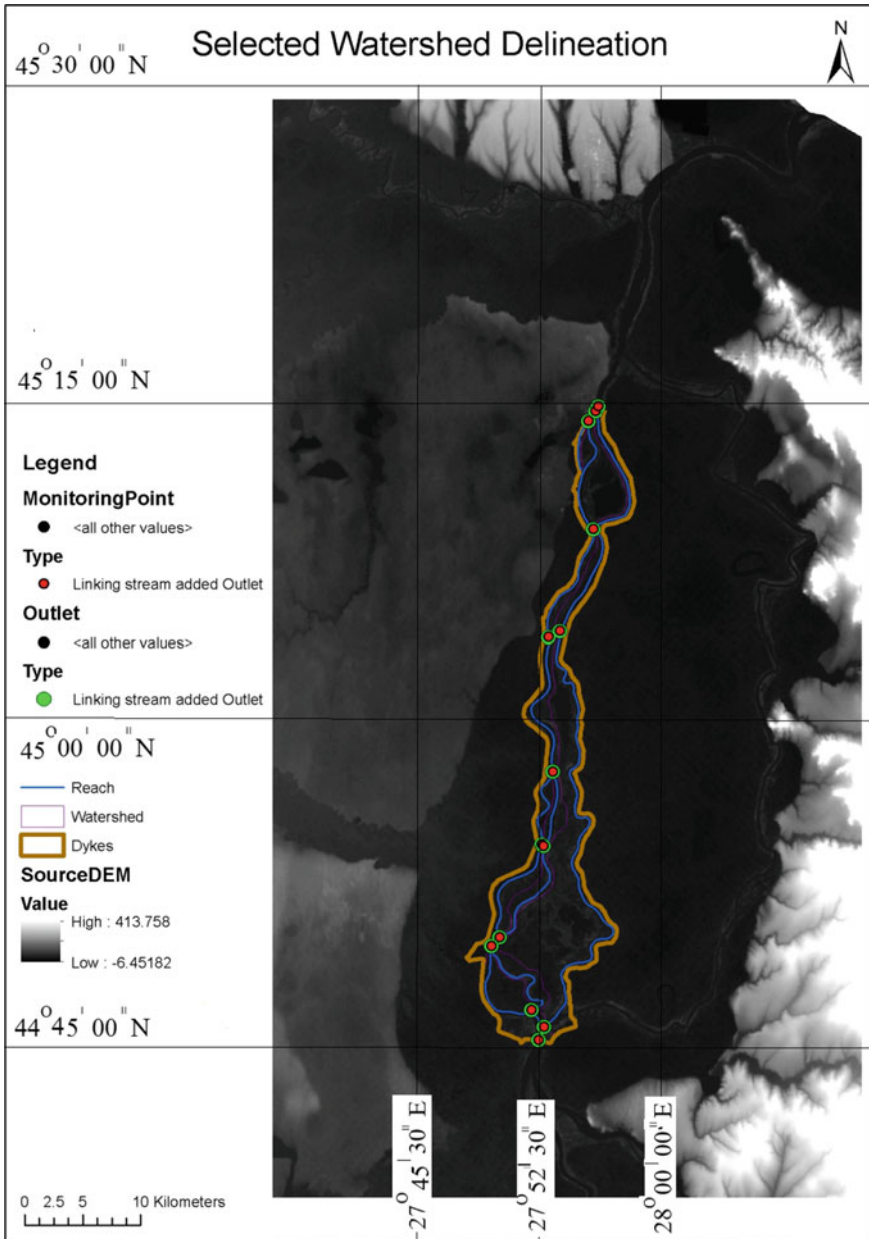 Selected Watershed Delineation
N
45° 30' 00" N
45° 15' 00" N
Legend
MonitoringPoint
<all other values>
Type
Linking stream added Outlet
Outlet
<all other values>
Type
Linking stream added Outlet
45° 00' 00" N
Reach
Watershed
Dykes
SourceDEM
Value
High : 413.758
Low : -6.45182
44° 45' 00" N
27° 45' 30" E
27° 52' 30" E
28° 00' 00" E
0 2.5 5 10 Kilometers